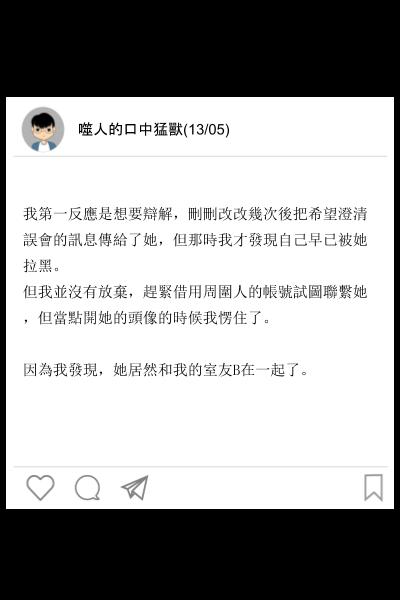 噬人的口中猛獸(13/05)
我第一反應是想要辯解，刪刪改改幾次後把希望澄清
誤會的訊息傳給了她，但那時我才發現自己早已被她
拉黑。
但我並沒有放棄，趕緊借用周圍人的帳號試圖聯繫她
，但當點開她的頭像的時候我愣住了。
因為我發現，她居然和我的室友B在一起了。